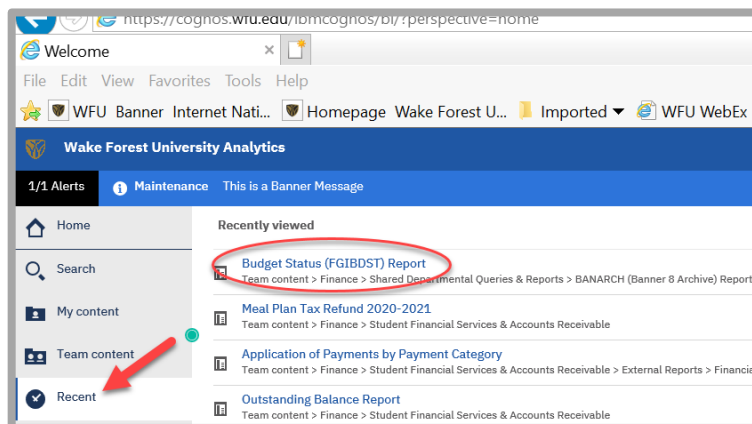 https://cognos.wfu.edu/ibmcognos/bi/?perspective=home
Welcome
File Edit View Favorites Tools Help
WFU Banner Internet Nati... Homepage Wake Forest U... Imported WFU WebEx
Wake Forest University Analytics
1/1 Alerts Maintenance This is a Banner Message
Home
Search
My content
Team content
Recent
Recently viewed
Budget Status (FGIBDST) Report
Team content > Finance > Shared Departmental Queries & Reports > BANARCH (Banner 8 Archive) Report
Meal Plan Tax Refund 2020-2021
Team content > Finance > Student Financial Services & Accounts Receivable
Application of Payments by Payment Category
Team content > Finance > Student Financial Services & Accounts Receivable > External Reports > Financia
Outstanding Balance Report
Team content > Finance > Student Financial Services & Accounts Receivable